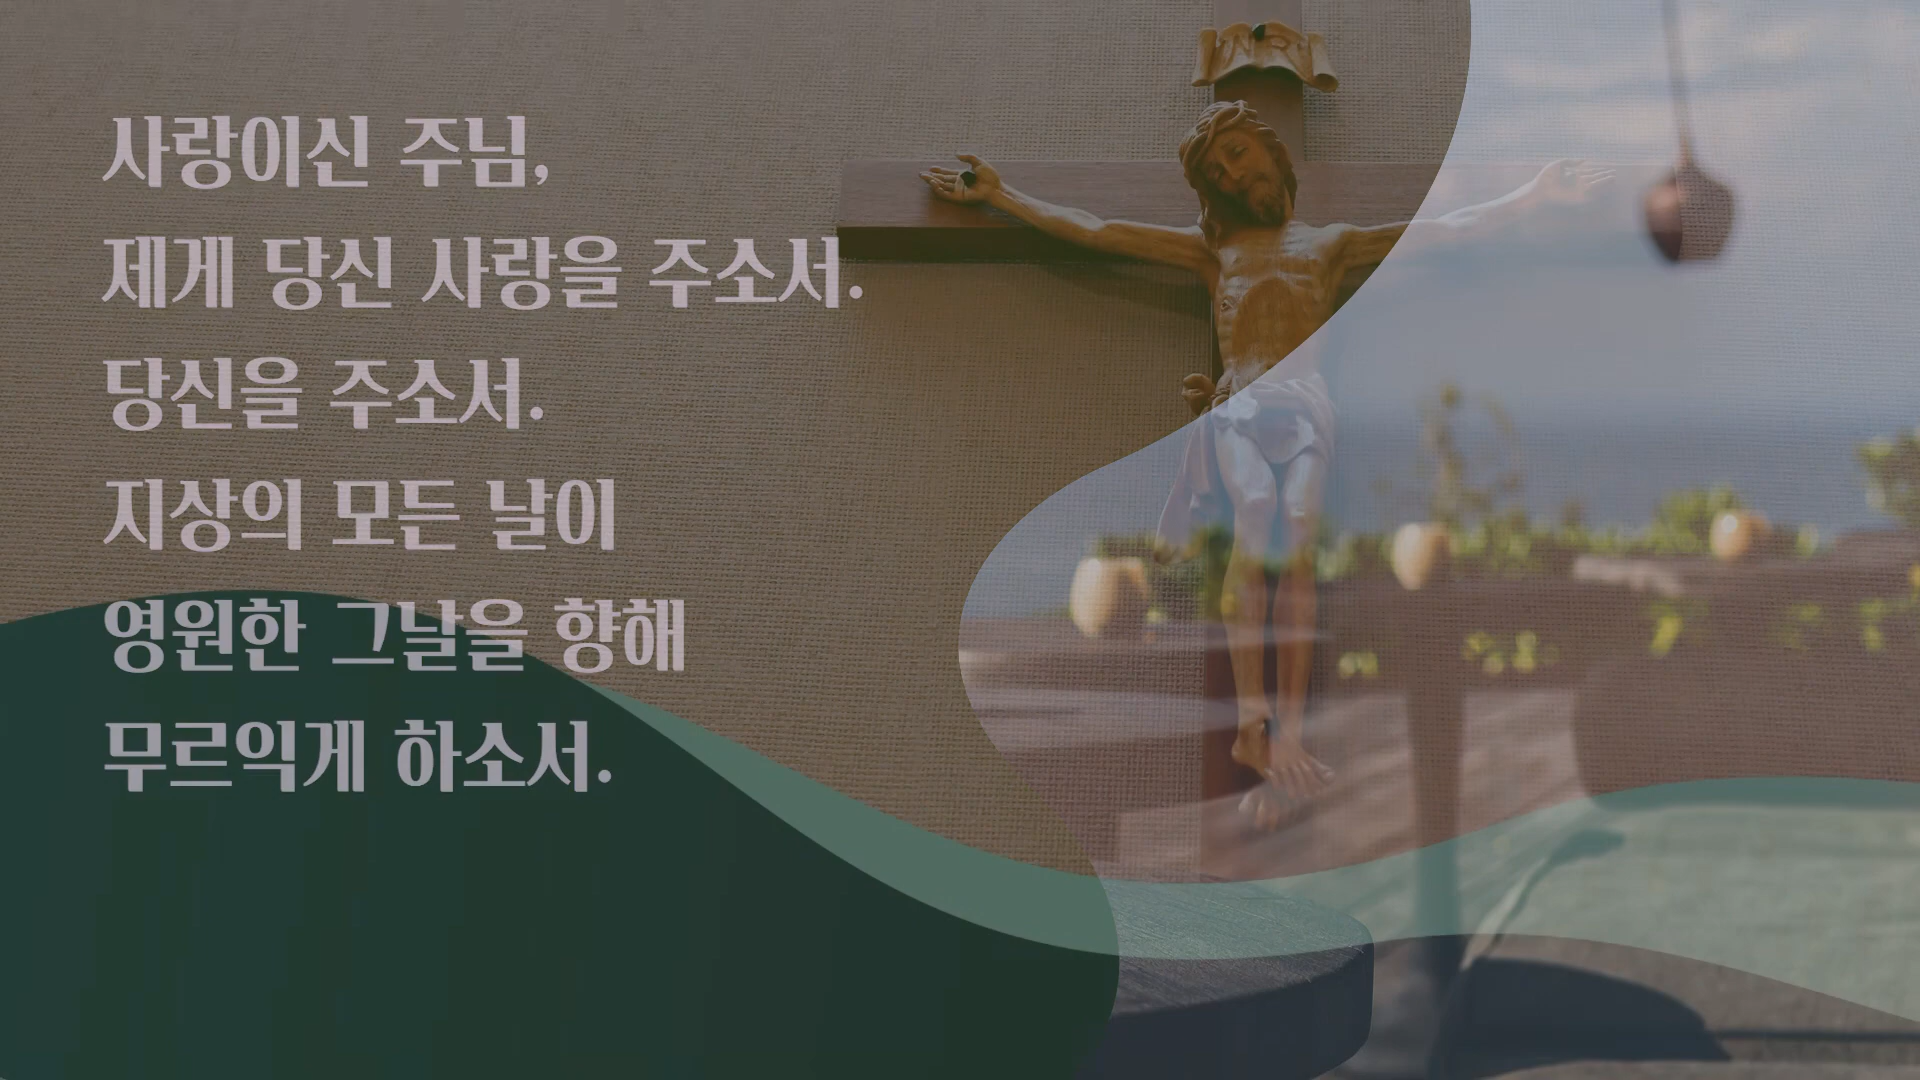 INRI
사랑이신 주님,
제게 당신 사랑을 주소서.
당신을 주소서.
지상의 모든 날이
영원한 그날을 향해
무르익게 하소서.